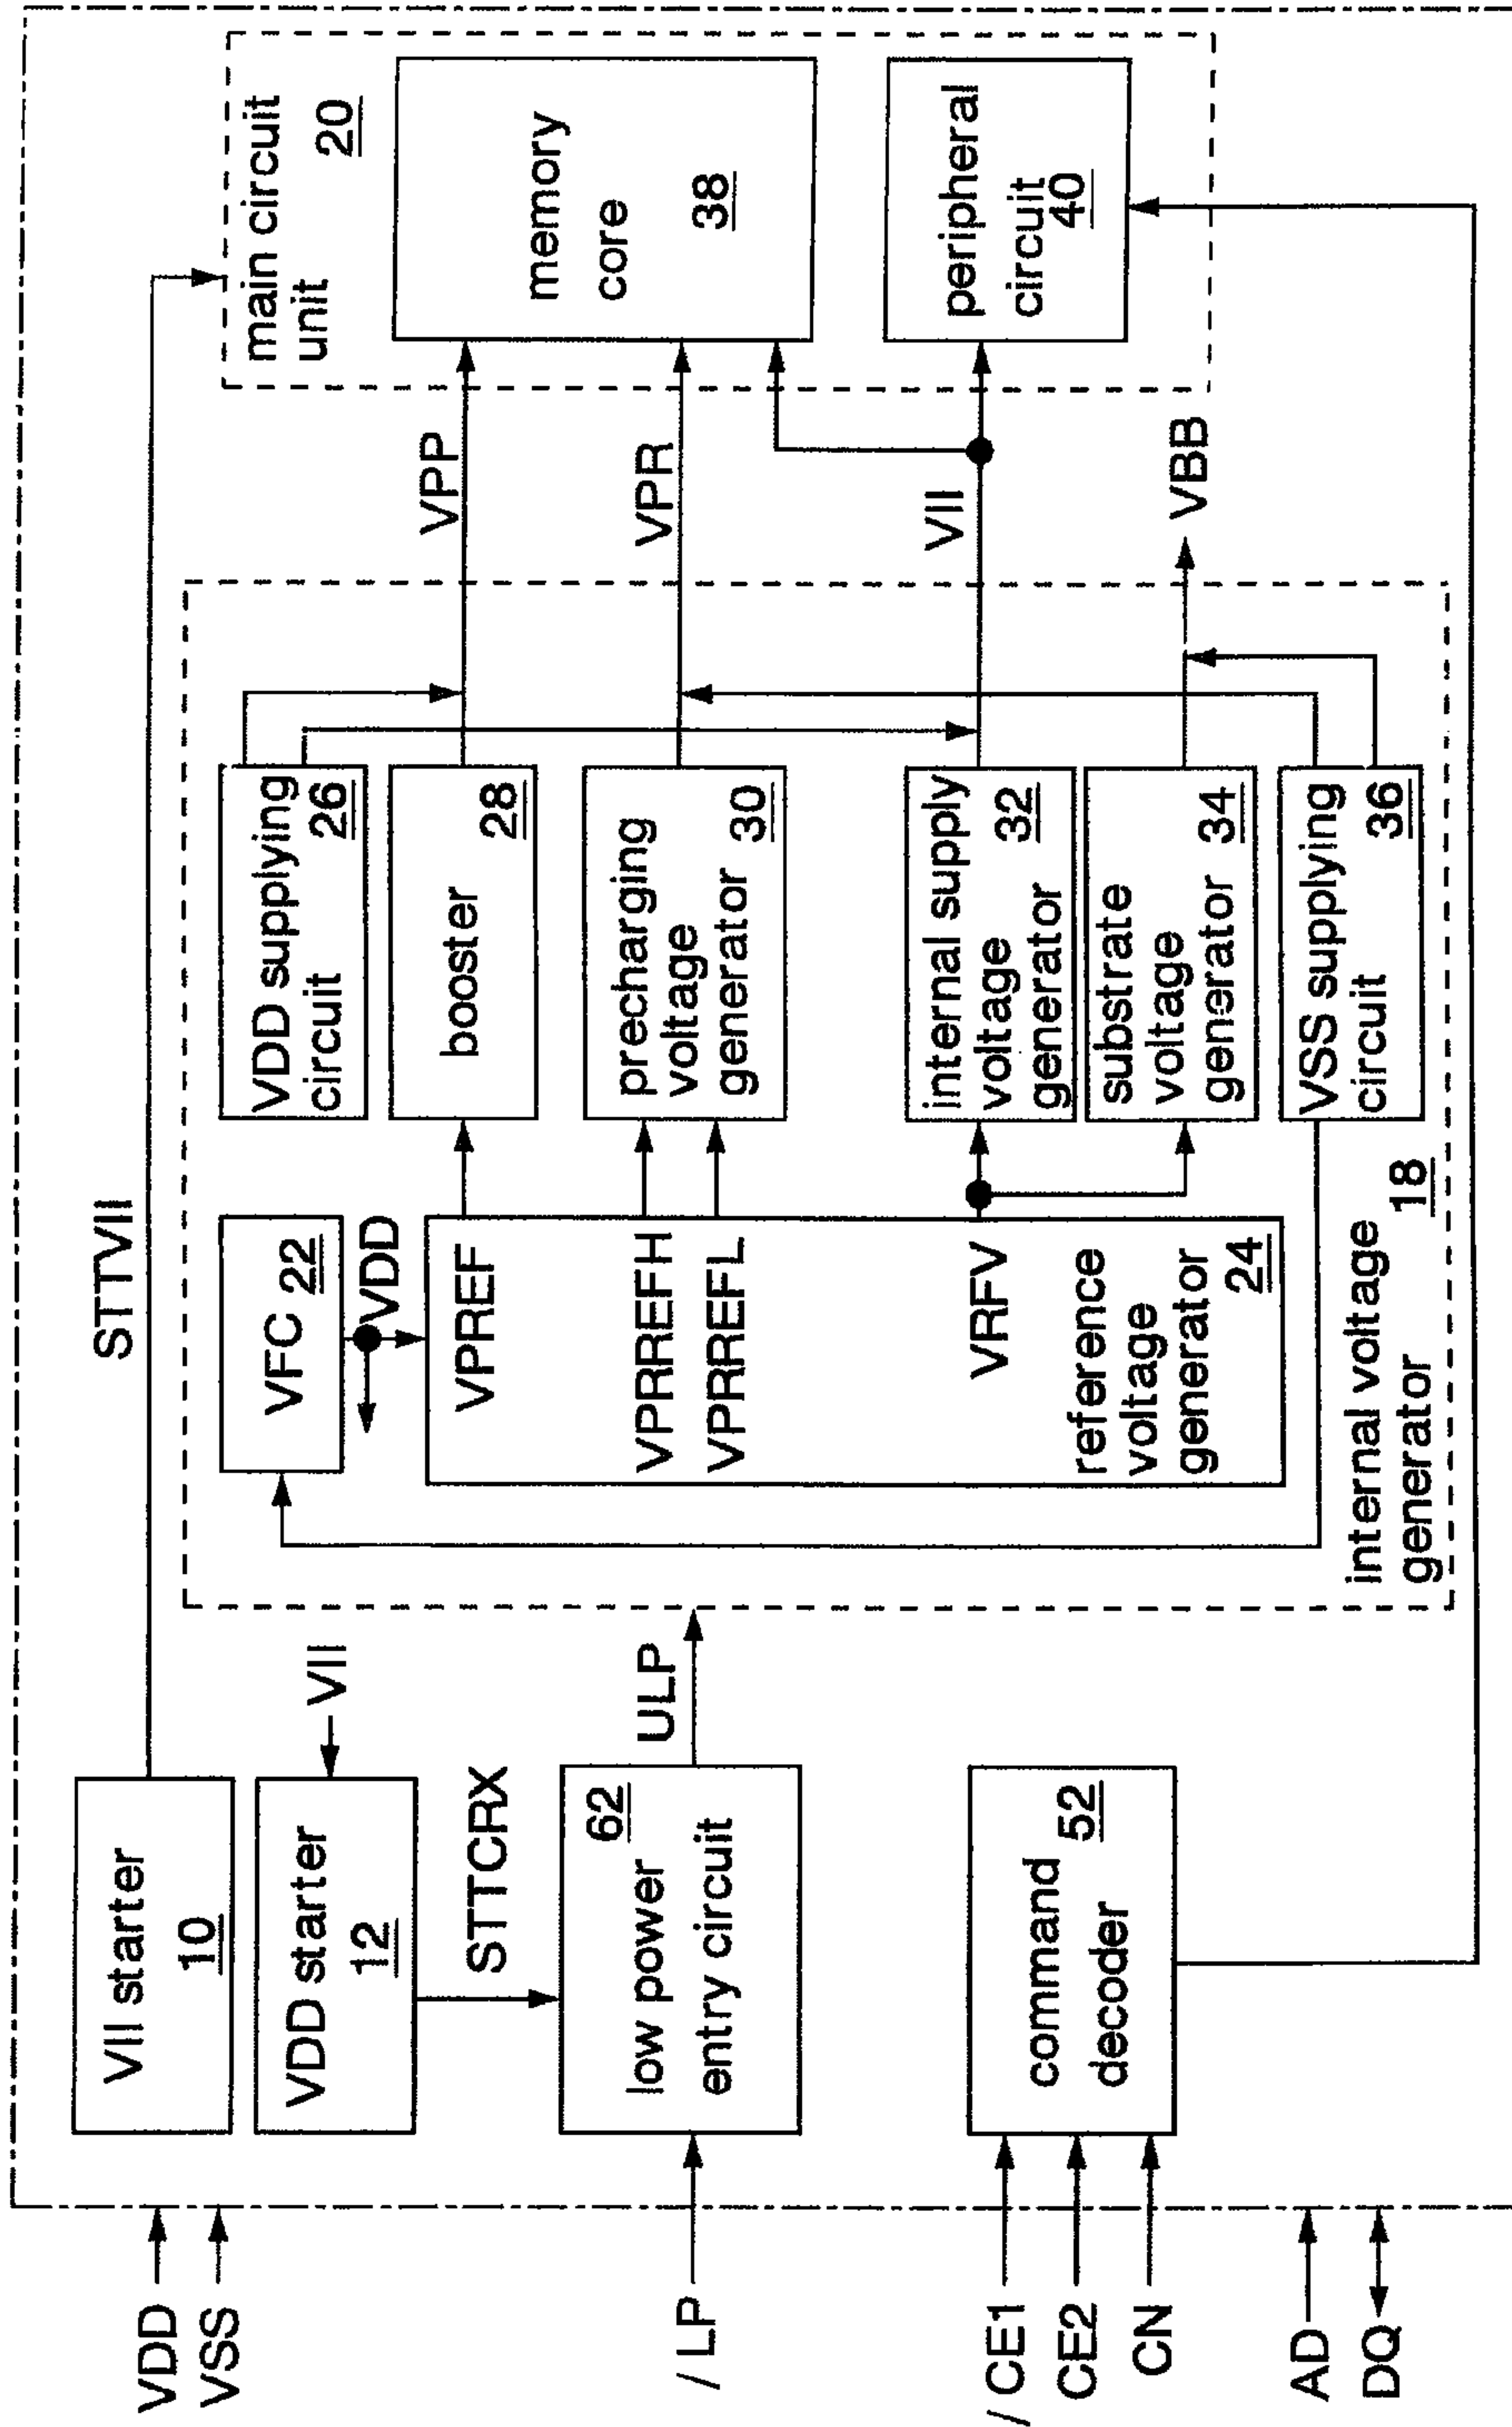 VDD
VSS
/ LP
/ CE1
CE2
CN
AD
DQ
VII starter
10
VDD starter
12
VII
STTCRX
low power
62
entry circuit
ULP
command
52
decoder
STTVII
VFC
22
VDD
VPREF
VPRREFH
VPRREFL
VRFV
reference
voltage
generator
24
internal voltage
generator
18
VDD supplying
circuit
26
booster
28
precharging
voltage
generator
30
internal supply
voltage
generator
32
substrate
voltage
generator
34
VSS supplying
circuit
36
VPP
VPR
VII
VBB
main circuit
unit
20
memory
core
38
peripheral
circuit
40